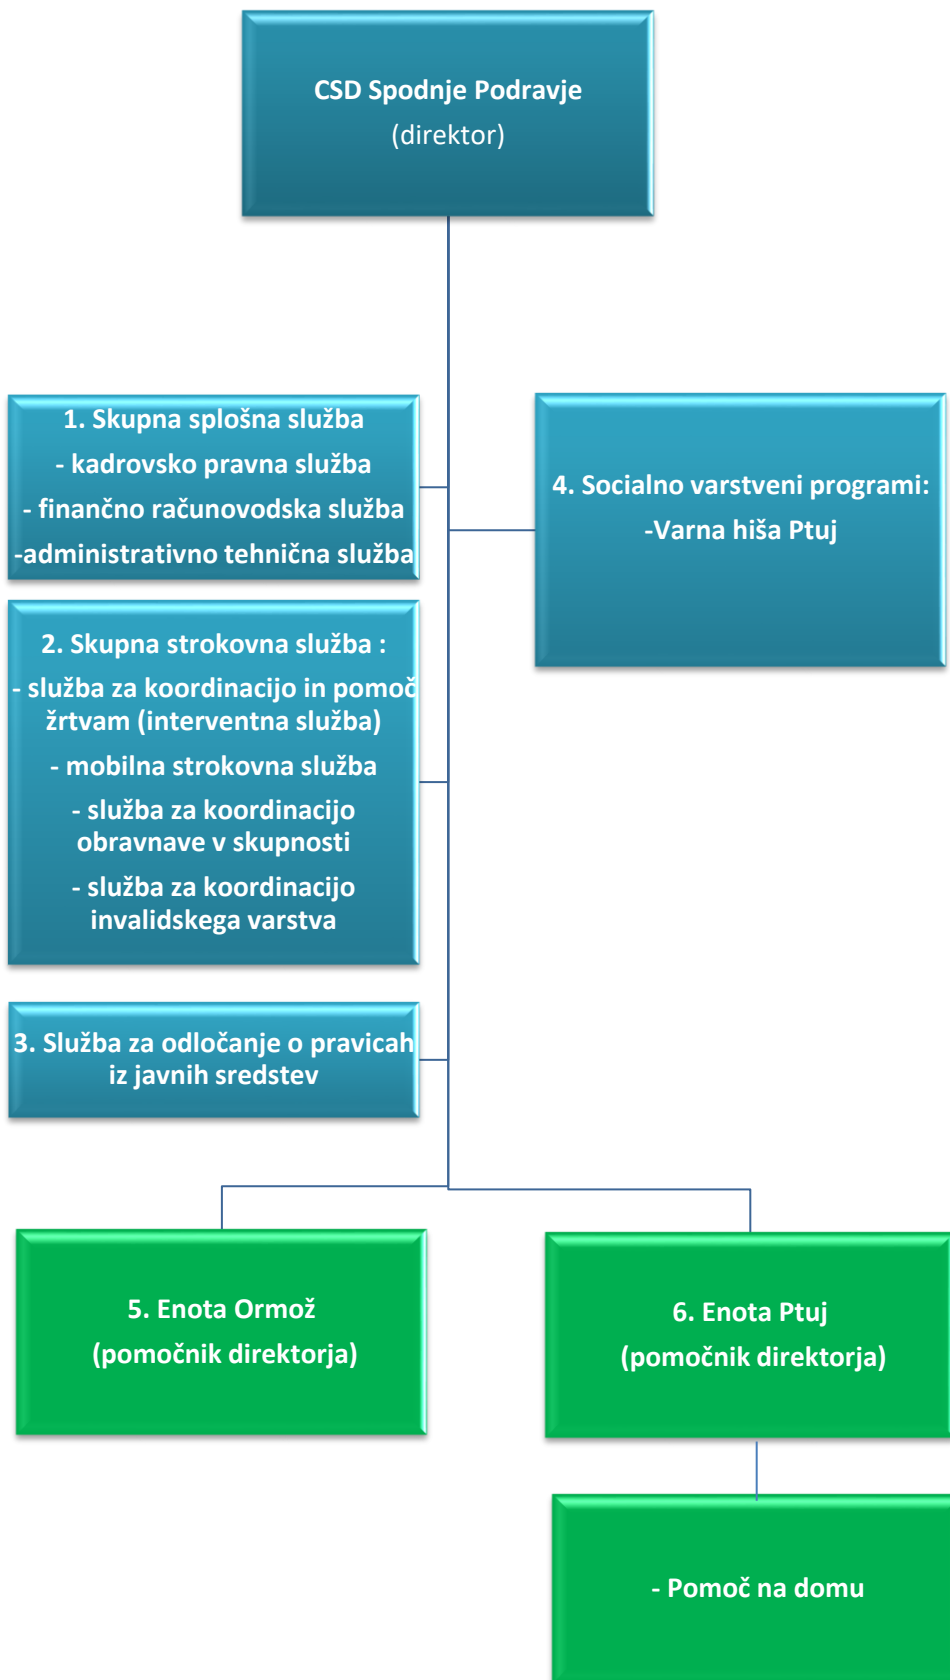 CSD Spodnje Podravje
(direktor)
1. Skupna splošna služba
- kadrovsko pravna služba
- finančno računovodska služba
-administrativno tehnična služba
4. Socialno varstveni programi:
-Varna hiša Ptuj
2. Skupna strokovna služba :
- služba za koordinacijo in pomoč
žrtvam (interventna služba)
- mobilna strokovna služba
- služba za koordinacijo
obravnave v skupnosti
- služba za koordinacijo
invalidskega varstva
3. Služba za odločanje o pravicah
iz javnih sredstev
5. Enota Ormož
(pomočnik direktorja)
6. Enota Ptuj
(pomočnik direktorja)
- Pomoč na domu